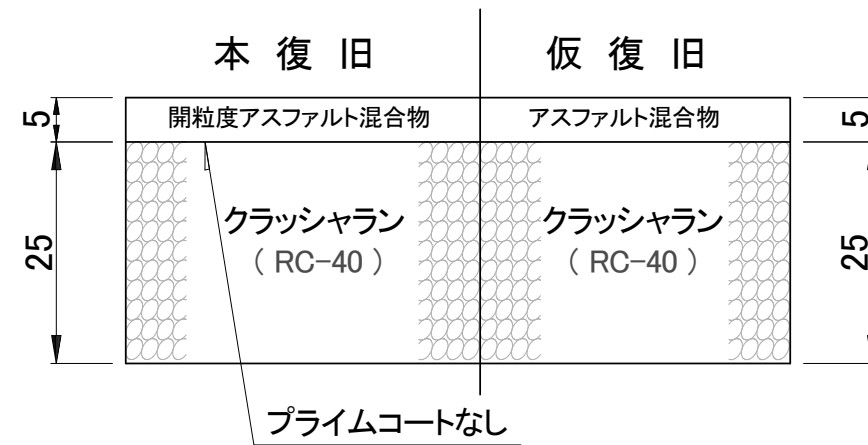 本復旧 仮復旧
5 開粒度アスファルト混合物 アスファルト混合物 5
25 クラッシャラン クラッシャラン 25
（RC-40） （RC-40）
プライムコートなし